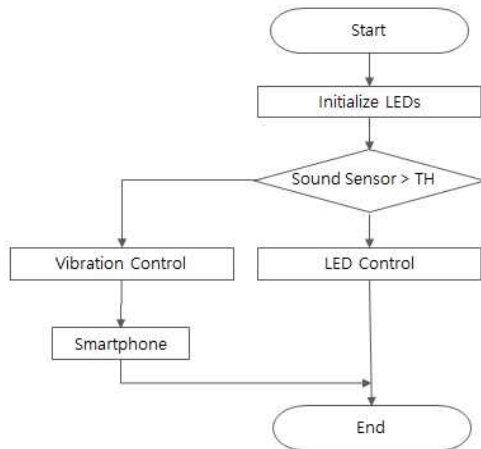 Start
Initialize LEDs
Sound Sensor > TH
Vibration Control
LED Control
Smartphone
End